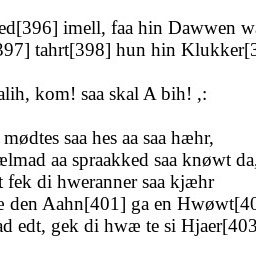 ed[396] imell, faa hin Dawwen wa
397] tahrt[398] hun hin Klukker[3
alih, kom! saa skal A bih! ,:
mødtes saa hes aa saa hæhr,
ælmad aa spraakked saa knøwt da,
t fek di hweranner saa kjæhr
e den Aahn[401] ga en Hwøwt[40
ad edt, gek di hwæ te si Hjaer[403